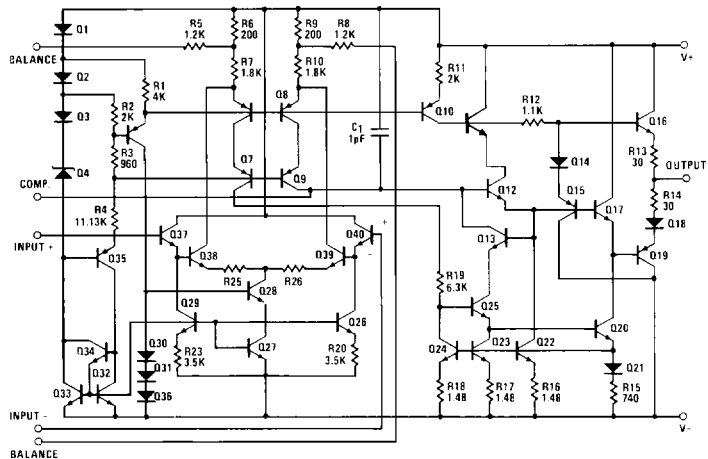 Q1
R5
1.2K
R6
200
R9
200
R8
1.2K
BALANCE
V+
Q2
R1
4K
R7
1.8K
R10
1.8K
R11
2K
Q3
R2
2K
Q8
C1
1pF
Q10
R12
1.1K
Q16
R3
960
R13
30
Q4
Q7
Q9
Q14
OUTPUT
COMP.
Q12
Q15
R14
30
R4
11.13K
Q17
Q18
INPUT +
Q37
Q40
+
Q13
Q35
Q38
Q39
Q19
R25
R26
R19
6.3K
Q28
Q25
Q29
Q26
Q20
Q34
Q30
R23
3.5K
Q27
R20
3.5K
Q24
Q23
Q22
Q32
Q31
Q21
Q33
Q36
R18
1.48
R17
1.48
R16
1.48
R15
740
INPUT -
V-
BALANCE